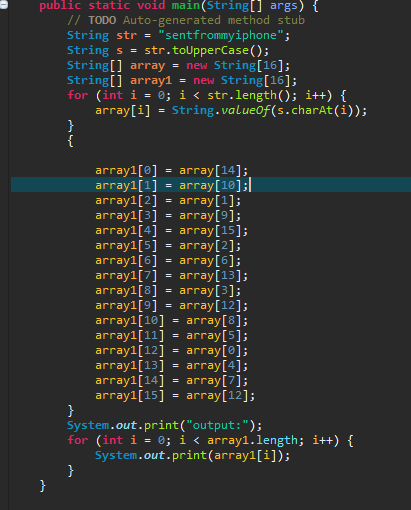 public static void main(String[] args) {
// TODO Auto-generated method stub
String str = "sentfrommyiphone";
String s = str.toUpperCase();
String[] array = new String[16];
String[] array1 = new String[16];
for (int i = 0; i < str.length(); i++) {
array[i] = String.valueOf(s.charAt(i));
}
{
array1[0] = array[14];
array1[1] = array[10];
array1[2] = array[1];
array1[3] = array[9];
array1[4] = array[15];
array1[5] = array[2];
array1[6] = array[6];
array1[7] = array[13];
array1[8] = array[3];
array1[9] = array[12];
array1[10] = array[8];
array1[11] = array[5];
array1[12] = array[0];
array1[13] = array[4];
array1[14] = array[7];
array1[15] = array[12];
}
System.out.print("output:");
for (int i = 0; i < array1.length; i++) {
System.out.print(array1[i]);
}
}